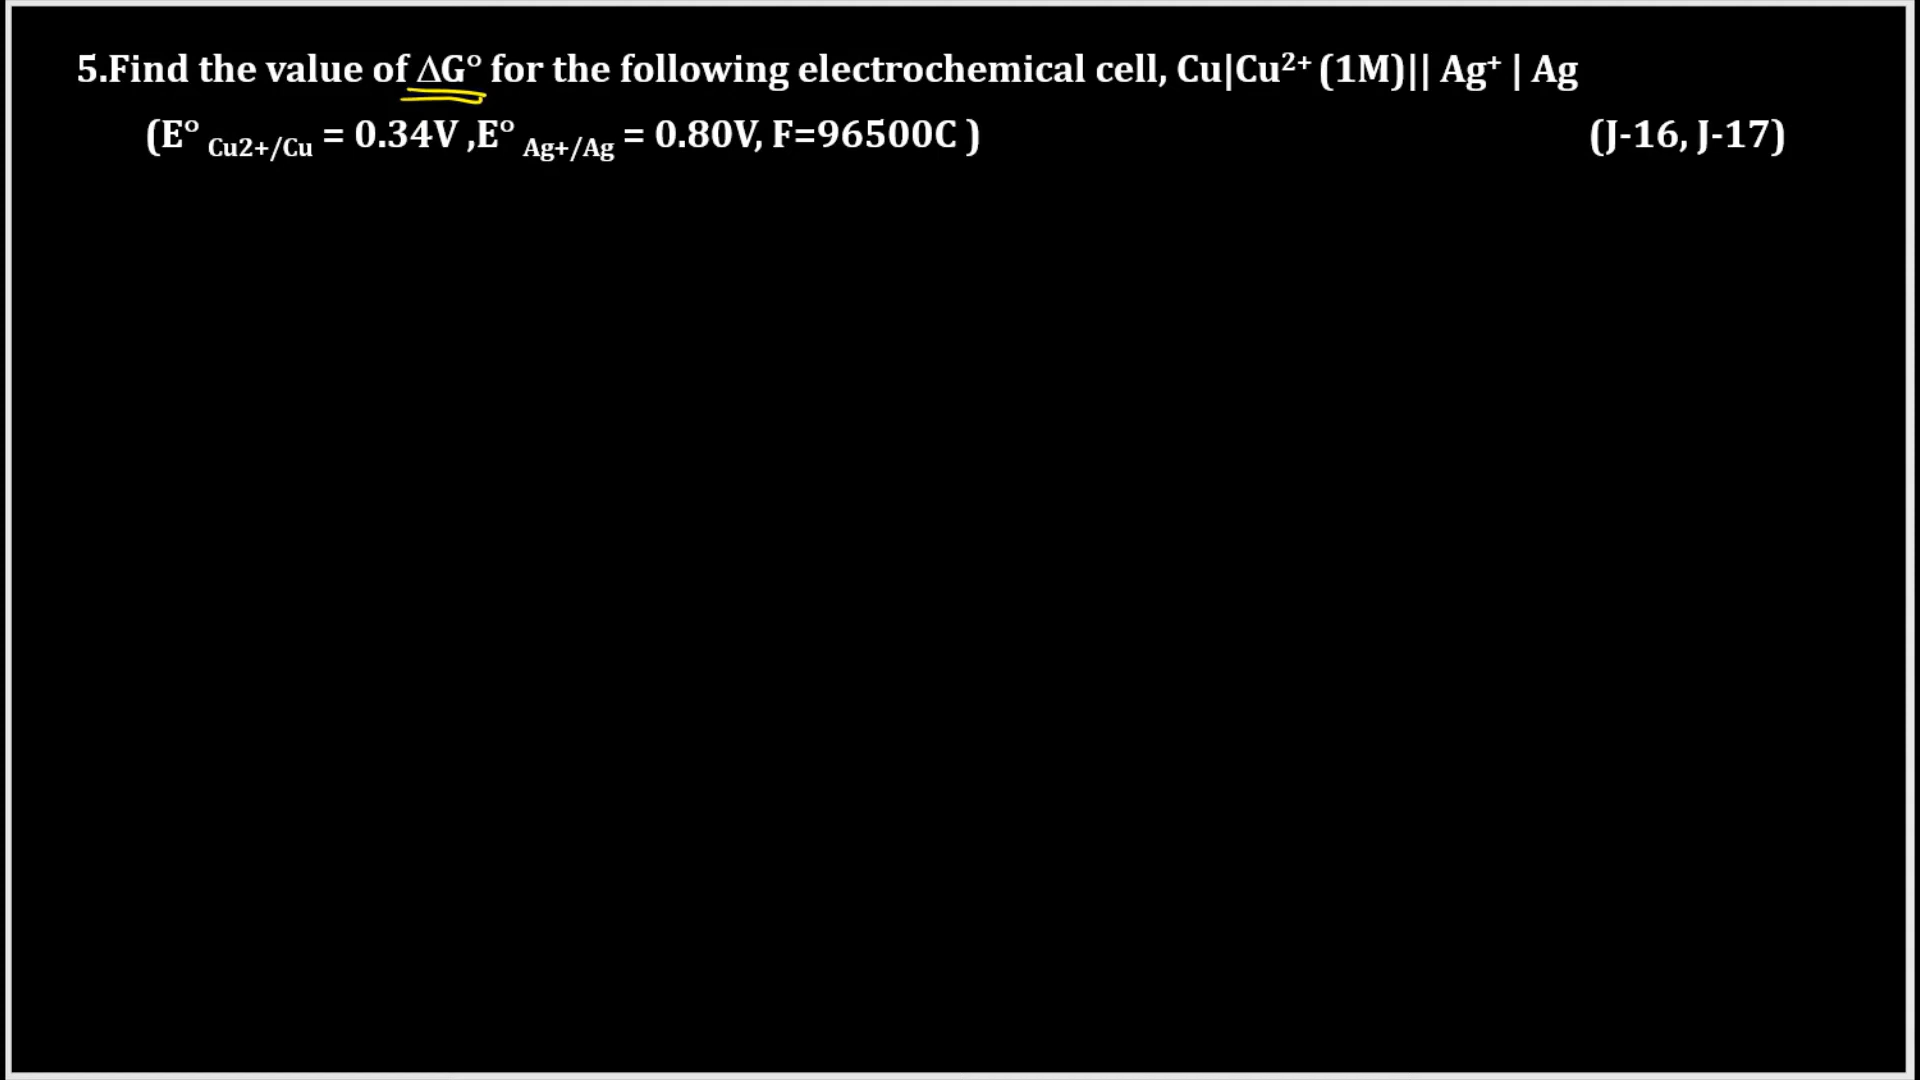 5.Find the value of ΔG° for the following electrochemical cell, Cu|Cu²⁺ (1M)|| Ag⁺ | Ag
(E° Cu2+/Cu = 0.34V ,E° Ag+/Ag = 0.80V, F=96500C ) (J-16, J-17)